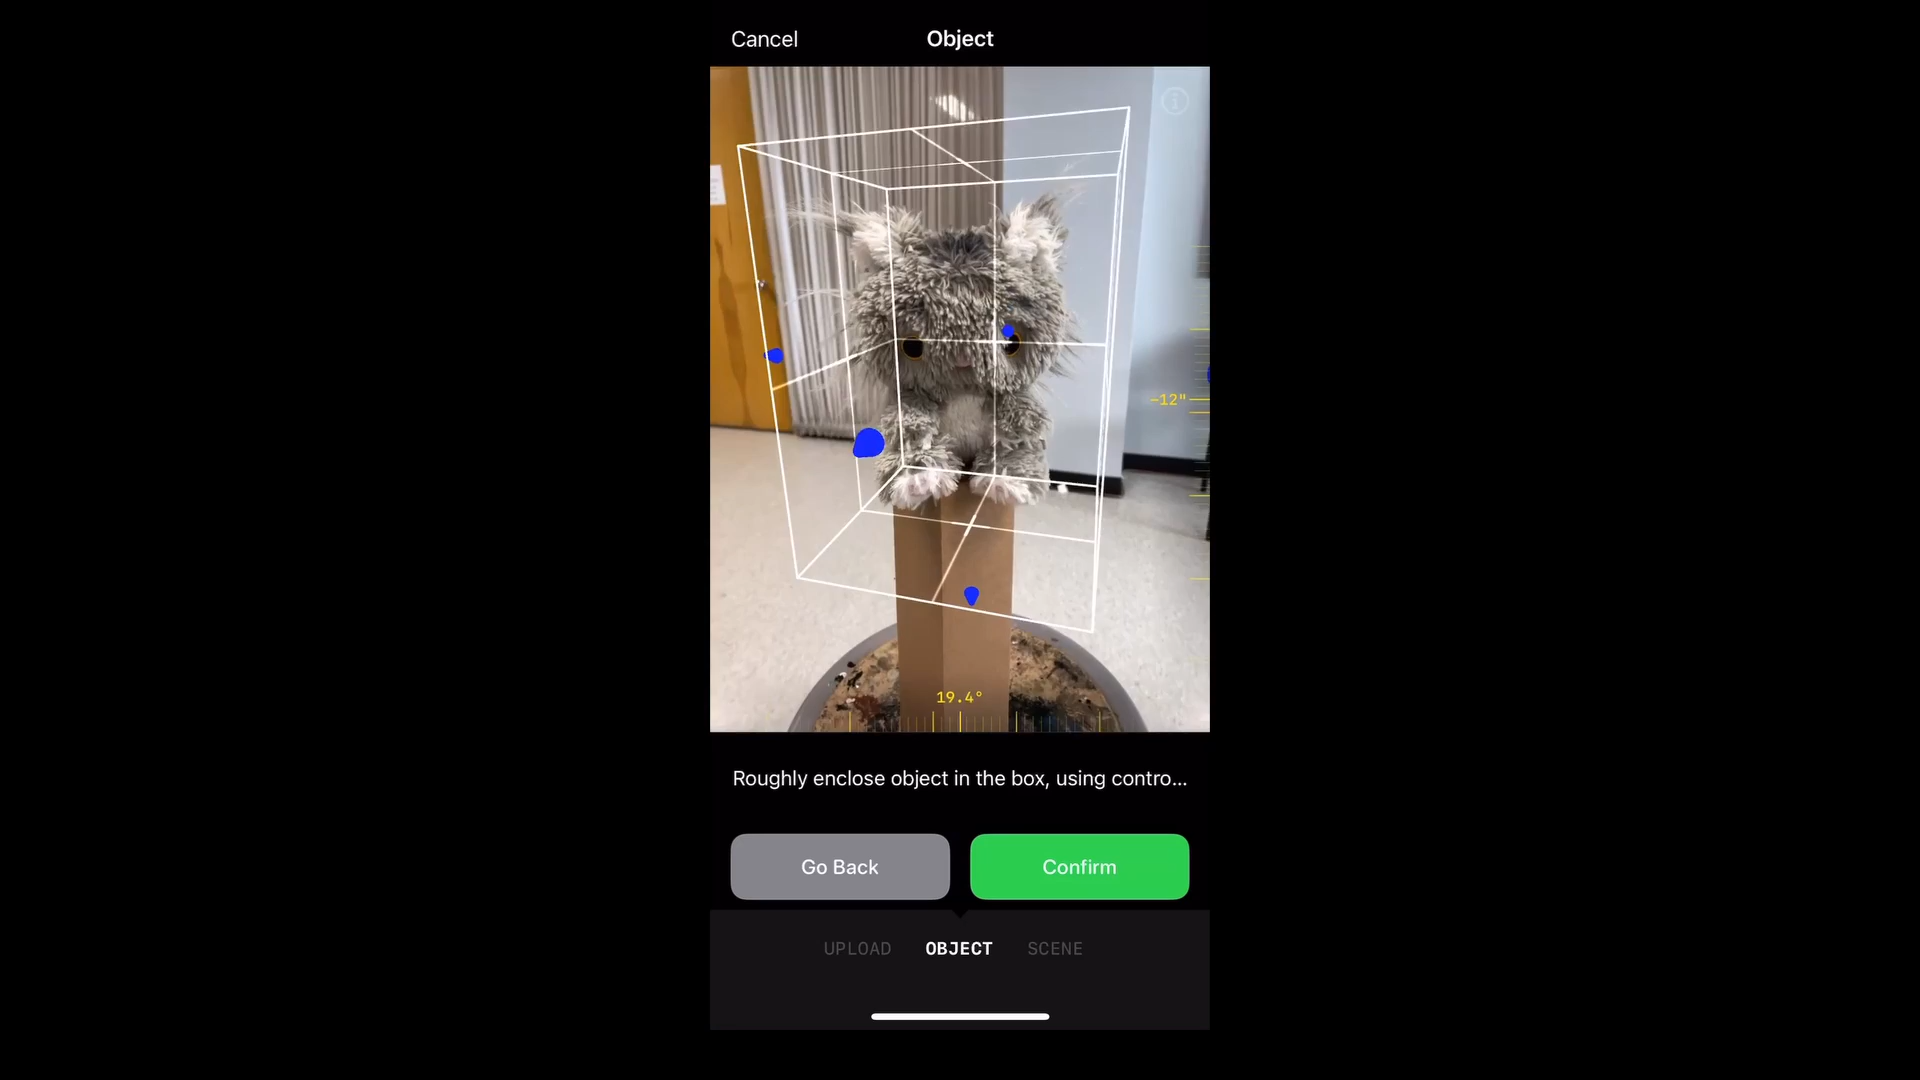 Cancel
Object
-12"
19.4°
Roughly enclose object in the box, using contro...
Go Back
Confirm
UPLOAD
OBJECT
SCENE